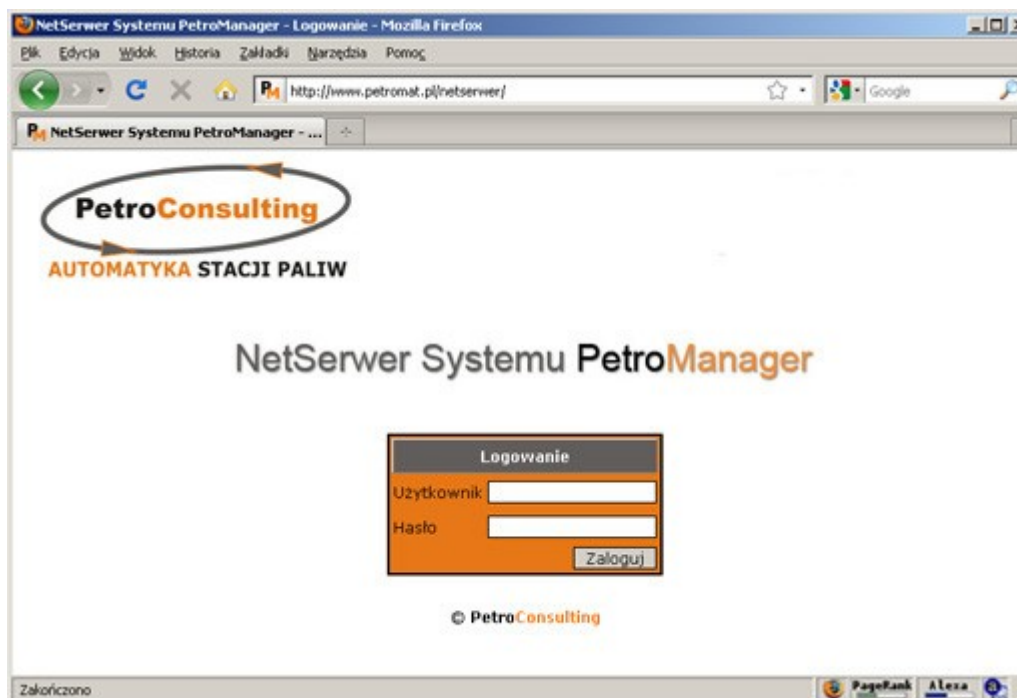 NetSerwer Systemu PetroManager - Logowanie - Mozilla Firefox
Plik Edycja Widok Historia Zakładki Narzędzia Pomoc
http://www.petromat.pl/netserwer/
Google
NetSerwer Systemu PetroManager - ...
PetroConsulting
AUTOMATYKA STACJI PALIW
NetSerwer Systemu PetroManager
Logowanie
Użytkownik
Hasło
Zaloguj
© PetroConsulting
Zakończono PageRank Alexa